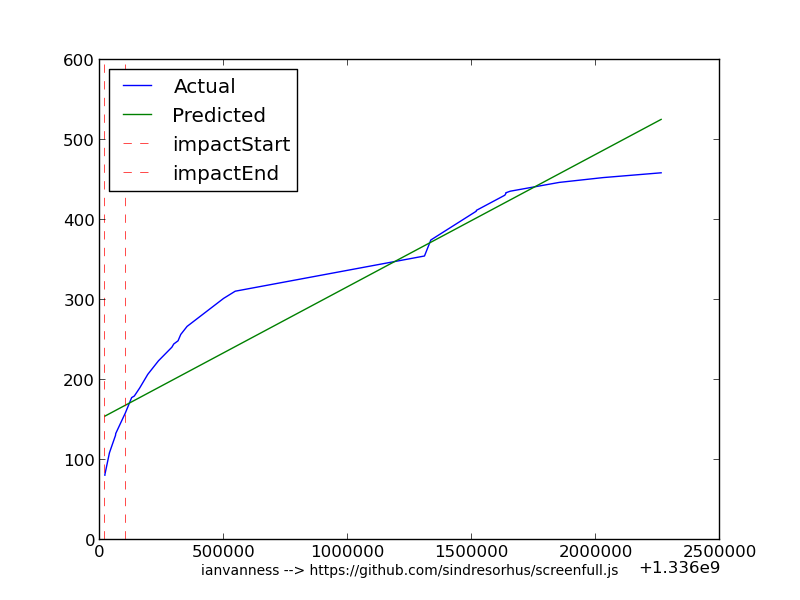 600
500
400
300
200
100
0
Actual
Predicted
impactStart
impactEnd
0 500000 1000000 1500000 2000000 2500000
+1.336e9
ianvanness --> https://github.com/sindresorhus/screenfull.js